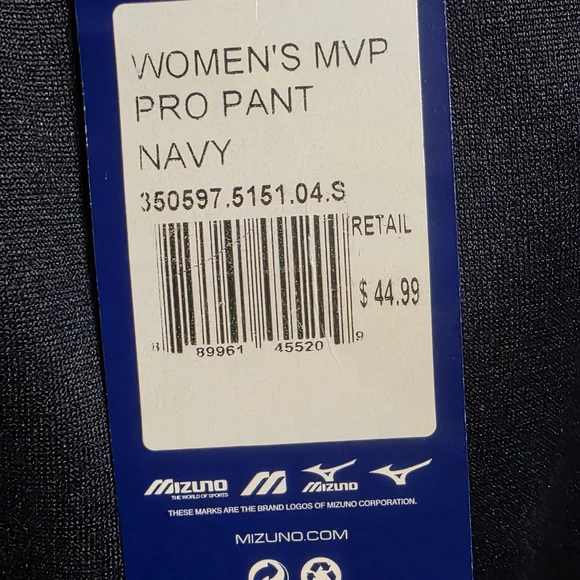 WOMEN'S MVP
PRO PANT
NAVY
350597.5151.04.S
RETAIL
$ 44.99
8 89961 45520 9
MIZUNO
THE WORLD OF SPORTS
MIZUNO
THESE MARKS ARE THE BRAND LOGOS OF MIZUNO CORPORATION.
MIZUNO.COM